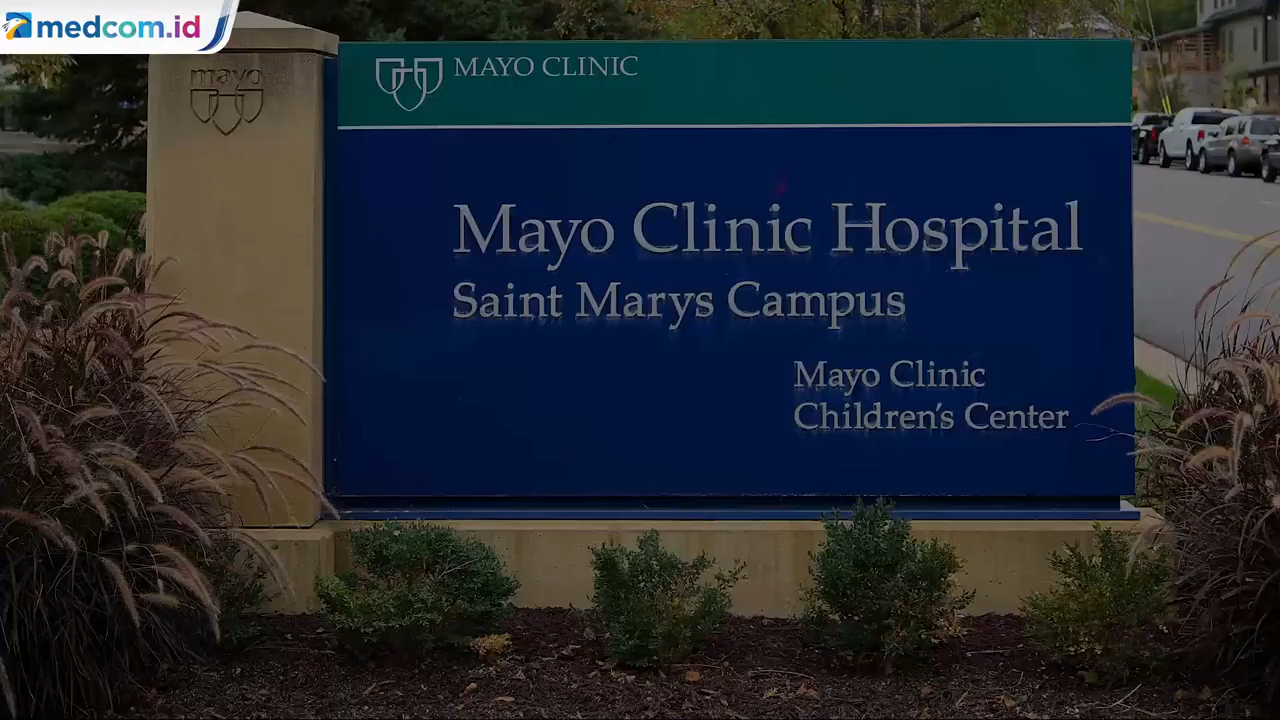 medcom.id
mayo
MAYO CLINIC
Mayo Clinic Hospital
Saint Marys Campus
Mayo Clinic
Children's Center